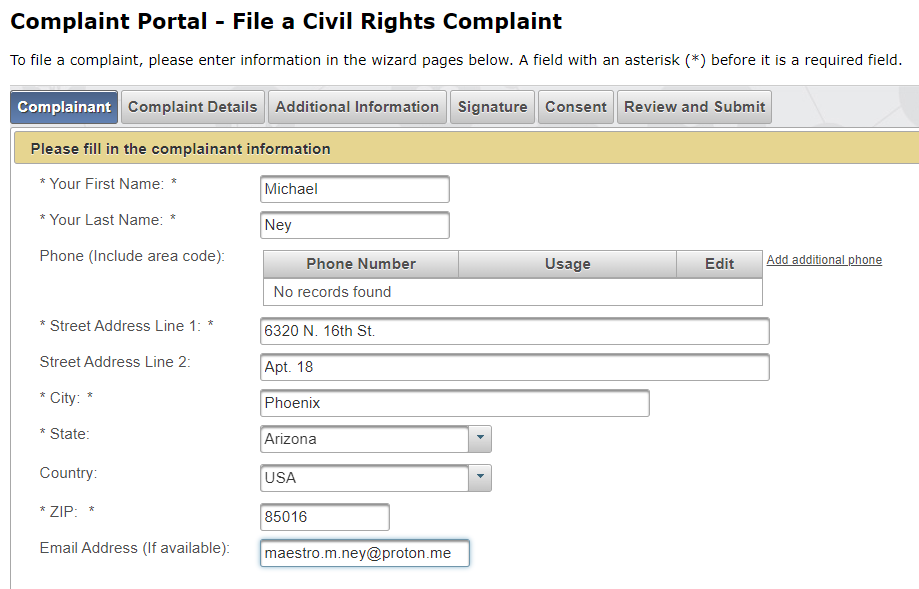 Complaint Portal - File a Civil Rights Complaint
To file a complaint, please enter information in the wizard pages below. A field with an asterisk (*) before it is a required field.
Complainant Complaint Details Additional Information Signature Consent Review and Submit
Please fill in the complainant information
* Your First Name: * Michael
* Your Last Name: * Ney
Phone (Include area code): Phone Number Usage Edit Add additional phone
No records found
* Street Address Line 1: * 6320 N. 16th St.
Street Address Line 2: Apt. 18
* City: * Phoenix
* State: Arizona
Country: USA
* ZIP: * 85016
Email Address (If available): maestro.m.ney@proton.me